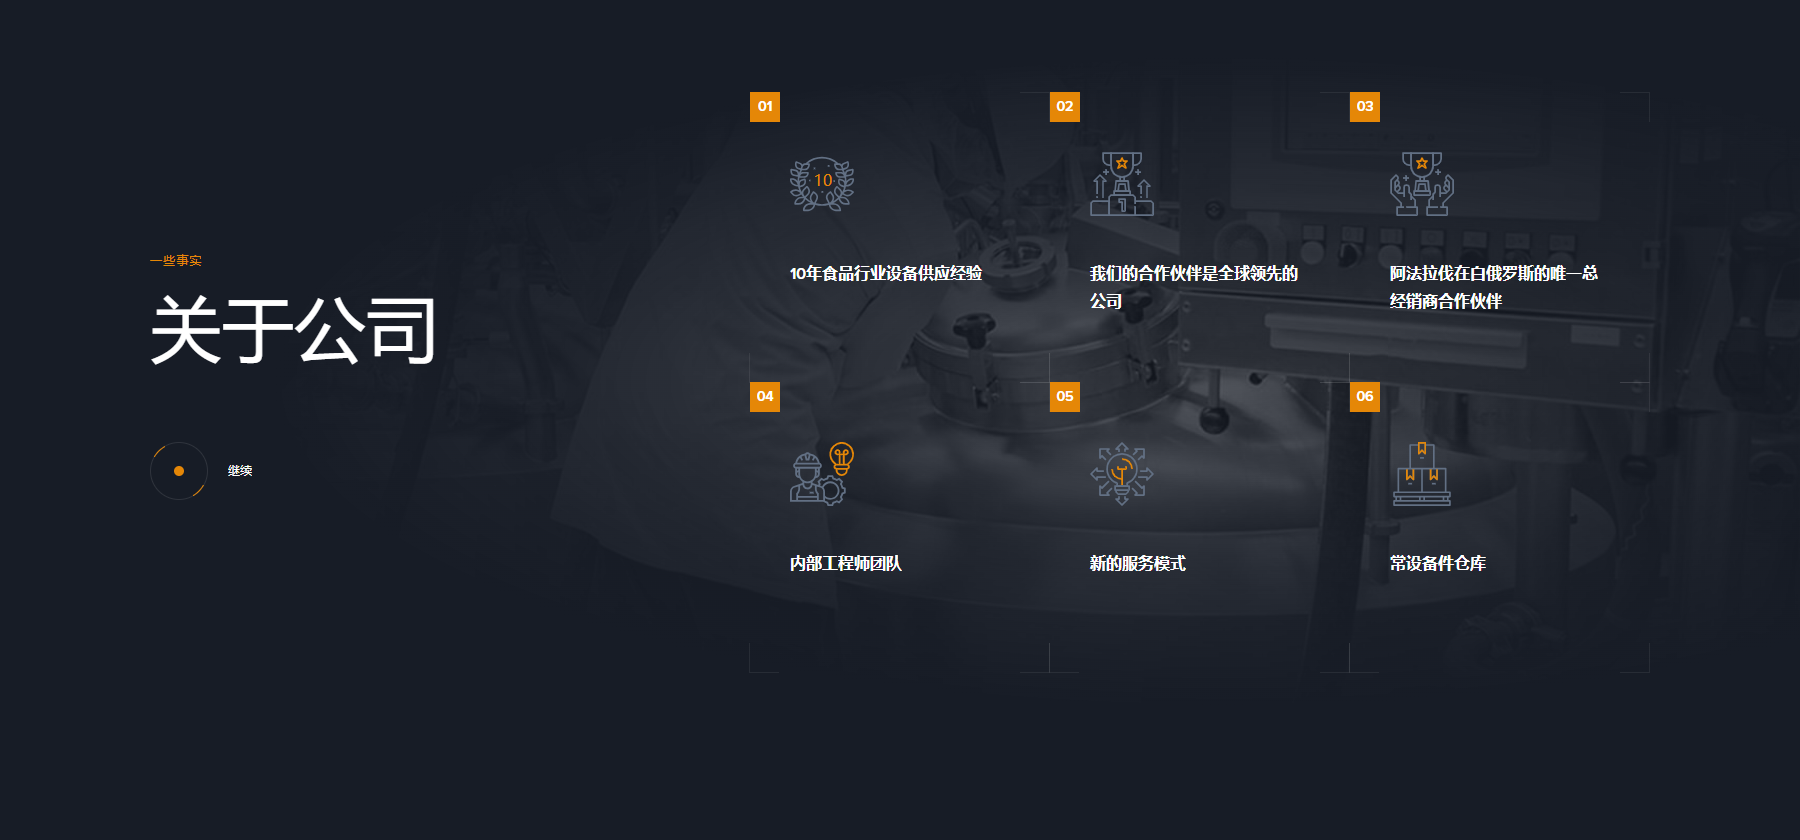 一些事实
关于公司
继续
01
10
10年食品行业设备供应经验
02
1
我们的合作伙伴是全球领先的
公司
03
阿法拉伐在白俄罗斯的唯一总
经销商合作伙伴
04
内部工程师团队
05
新的服务模式
06
常设备件仓库